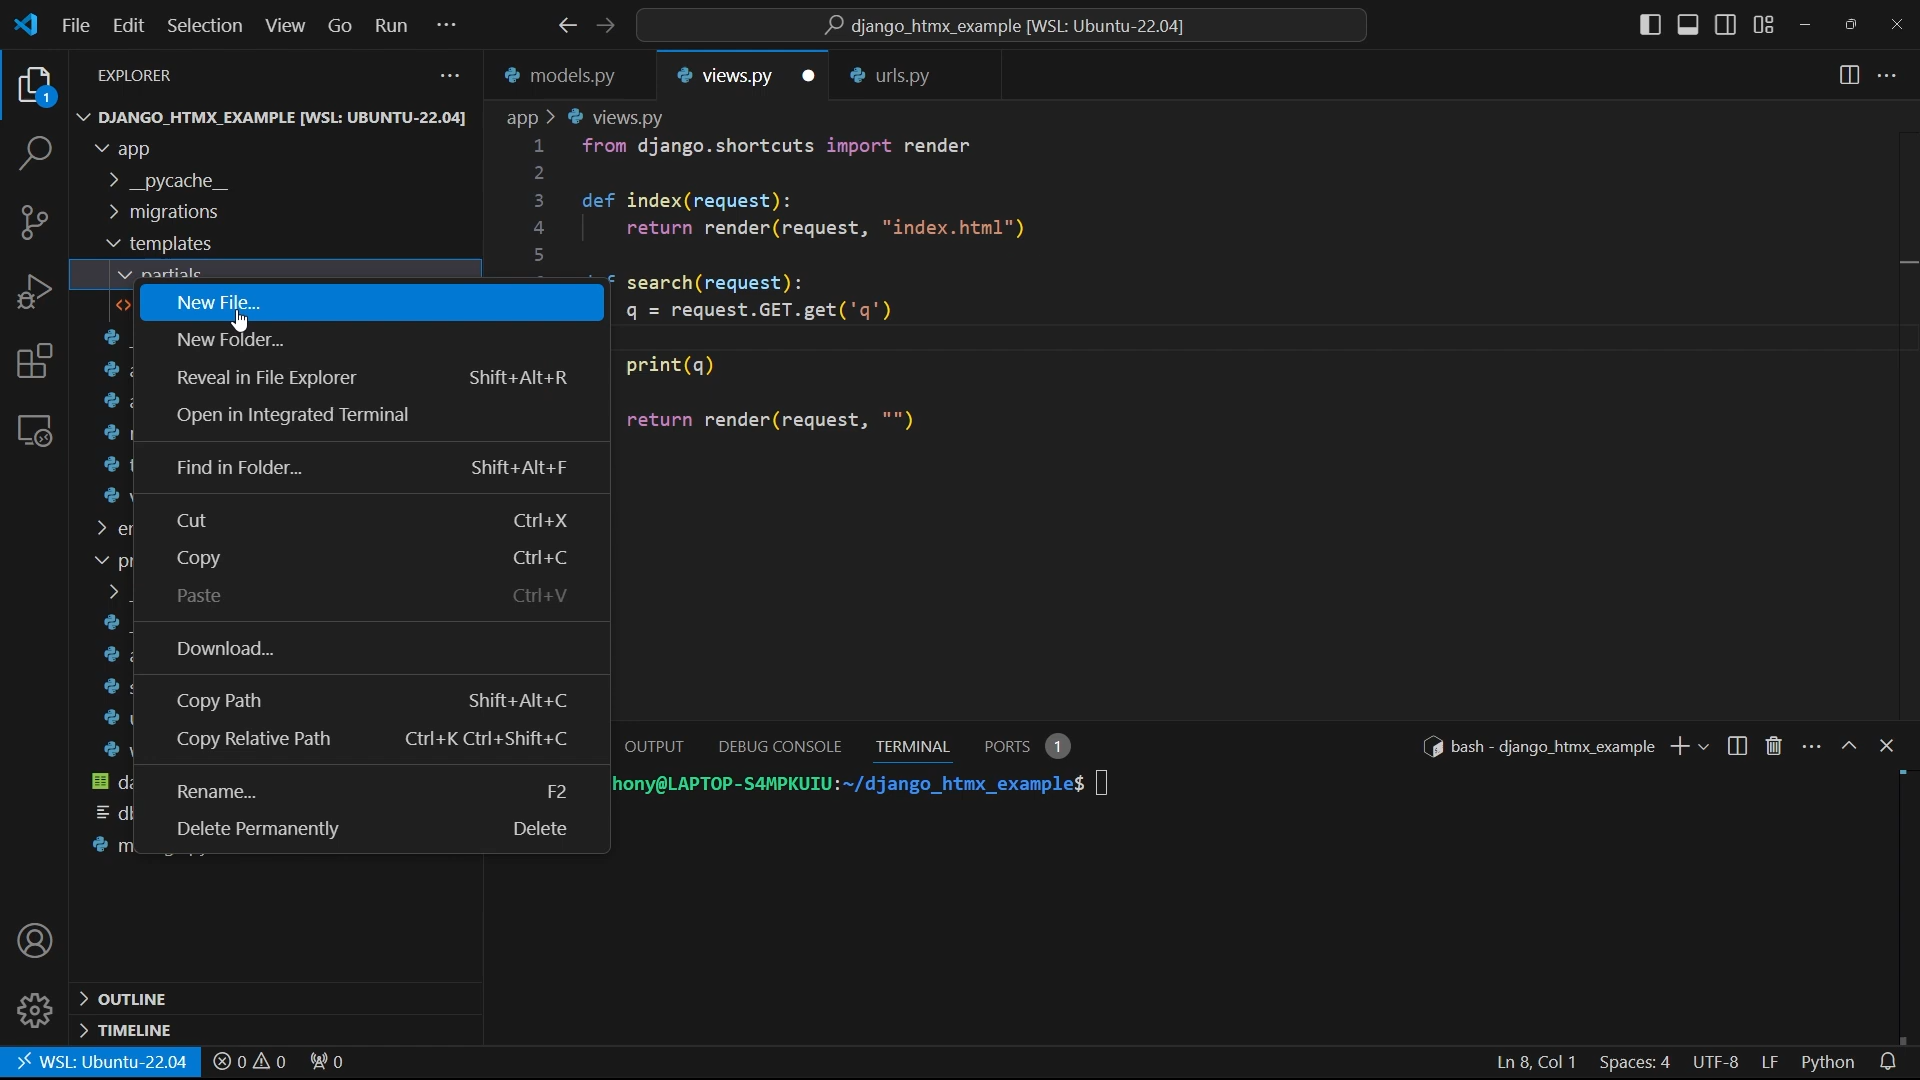 File Edit Selection View Go Run ···
django_htmx_example [WSL: Ubuntu-22.04]
EXPLORER
1
DJANGO_HTMX_EXAMPLE [WSL: UBUNTU-22.04]
app
__pycache__
migrations
templates
partials
New File...
New Folder...
Reveal in File Explorer Shift+Alt+R
Open in Integrated Terminal
Find in Folder... Shift+Alt+F
Cut Ctrl+X
Copy Ctrl+C
Paste Ctrl+V
Download...
Copy Path Shift+Alt+C
Copy Relative Path Ctrl+K Ctrl+Shift+C
Rename... F2
Delete Permanently Delete
OUTLINE
TIMELINE
models.py views.py urls.py
app > views.py
1 from django.shortcuts import render
2
3 def index(request):
4 return render(request, "index.html")
5
search(request):
q = request.GET.get('q')
print(q)
return render(request, "")
OUTPUT DEBUG CONSOLE TERMINAL PORTS 1
bash - django_htmx_example
hony@LAPTOP-S4MPKUIU:~/django_htmx_example$
WSL: Ubuntu-22.04 0 0 0
Ln 8, Col 1 Spaces: 4 UTF-8 LF Python